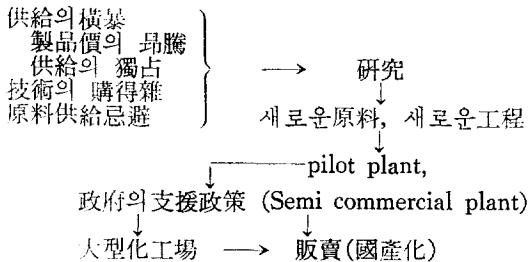 供給의 橫暴
製品價의 昻騰
供給의 獨占
技術의 購得難
原料供給忌避
研究
새로운原料, 새로운工程
pilot plant,
政府의 支援政策 (Semi commercial plant)
大型化工場
販賣(國產化)